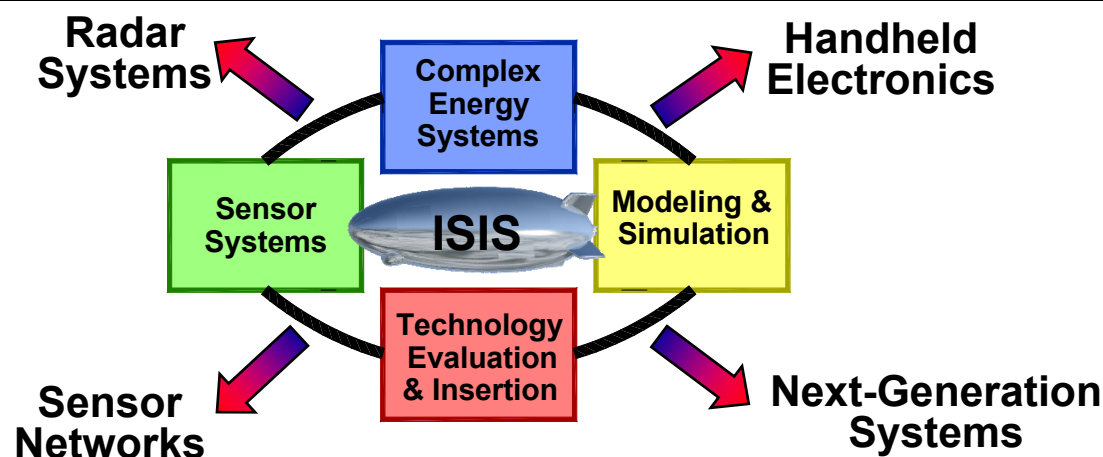 Radar
Systems
Handheld
Electronics
Complex
Energy
Systems
Sensor
Systems
ISIS
Modeling &
Simulation
Technology
Evaluation
& Insertion
Sensor
Networks
Next-Generation
Systems